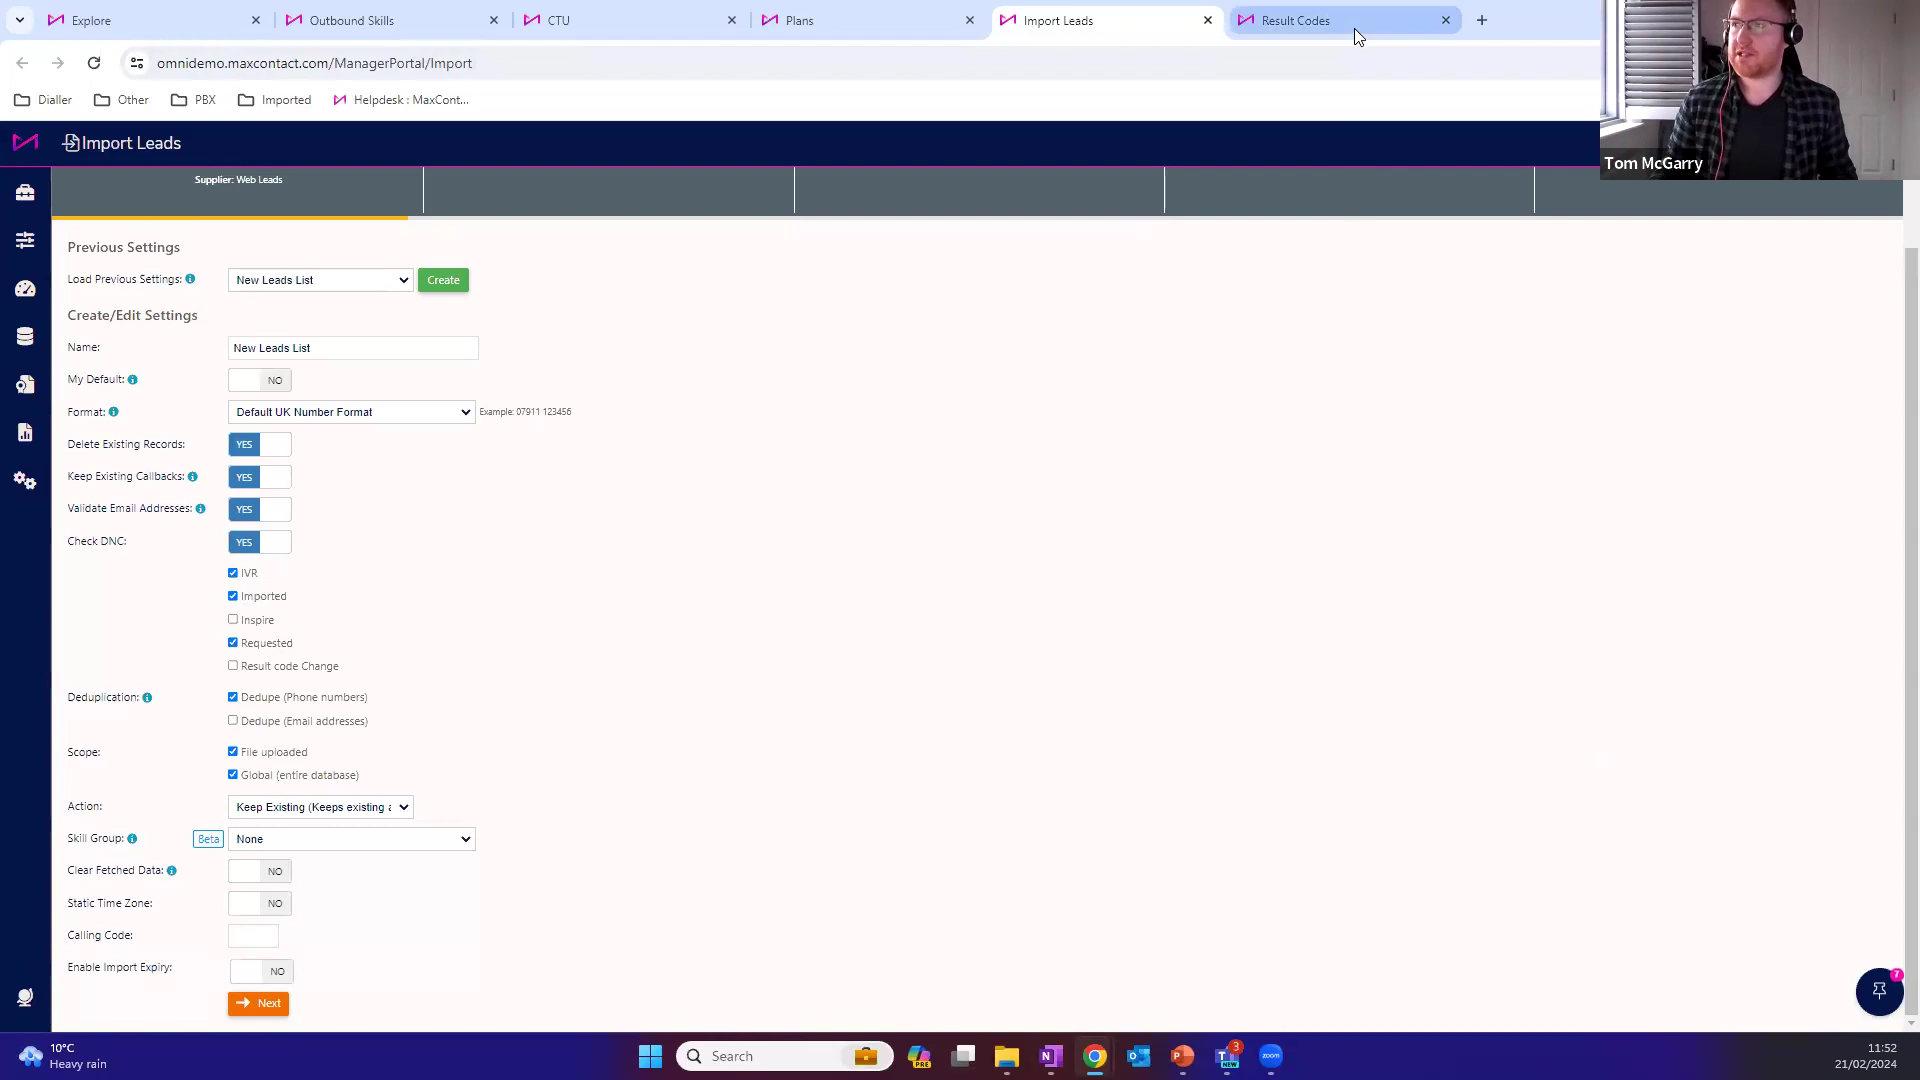 Explore
Outbound Skills
CTU
Plans
Import Leads
Result Codes
omnidemo.maxcontact.com/ManagerPortal/Import
Dialler
Other
PBX
Imported
Helpdesk : MaxCont...
Import Leads
Tom McGarry
Supplier: Web Leads
Previous Settings
Load Previous Settings:
New Leads List
Create
Create/Edit Settings
Name:
New Leads List
My Default:
NO
Format:
Default UK Number Format
Example: 07911 123456
Delete Existing Records:
YES
Keep Existing Callbacks:
YES
Validate Email Addresses:
YES
Check DNC:
YES
IVR
Imported
Inspire
Requested
Result code Change
Deduplication:
Dedupe (Phone numbers)
Dedupe (Email addresses)
Scope:
File uploaded
Global (entire database)
Action:
Keep Existing (Keeps existing a
Skill Group:
Beta
None
Clear Fetched Data:
NO
Static Time Zone:
NO
Calling Code:
Enable Import Expiry:
NO
Next
7
10°C
Heavy rain
Search
PRE
3
NEW
zoom
11:52
21/02/2024